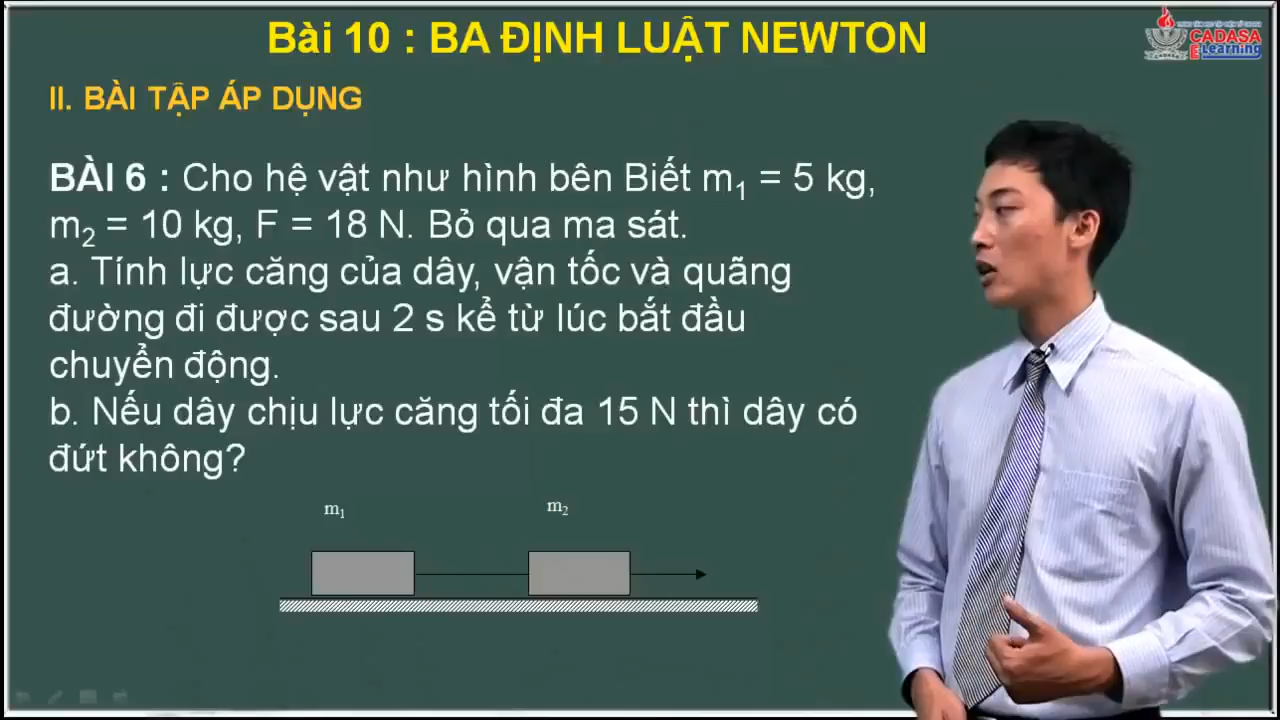 Bài 10 : BA ĐỊNH LUẬT NEWTON
CADASA
E Learning
II. BÀI TẬP ÁP DỤNG
BÀI 6 : Cho hệ vật như hình bên Biết m₁ = 5 kg,
m₂ = 10 kg, F = 18 N. Bỏ qua ma sát.
a. Tính lực căng của dây, vận tốc và quãng
đường đi được sau 2 s kể từ lúc bắt đầu
chuyển động.
b. Nếu dây chịu lực căng tối đa 15 N thì dây có
đứt không?
m₁
m₂